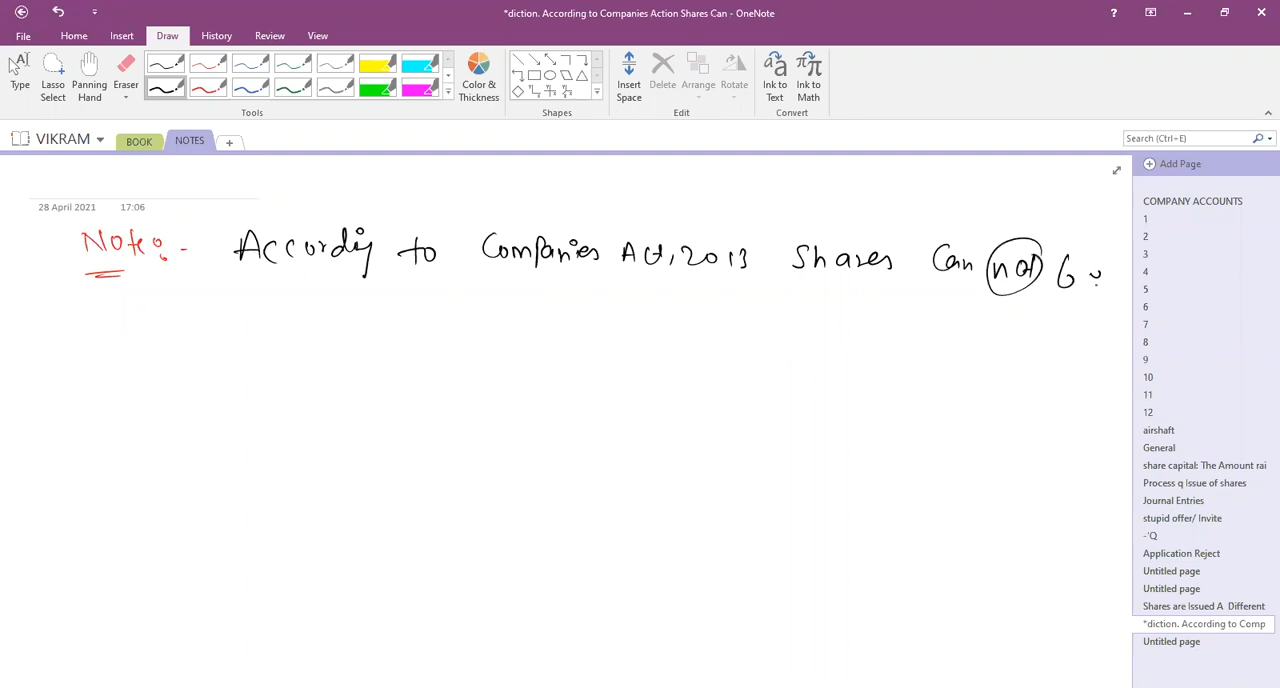 *diction. According to Companies Action Shares Can - OneNote
File Home Insert Draw History Review View
Type
Lasso Select
Panning Hand
Eraser
Color & Thickness
Insert Space
Delete Arrange Rotate
Ink to Text
Ink to Math
Tools Shapes Edit Convert
VIKRAM BOOK NOTES
Search (Ctrl+E)
Add Page
28 April 2021 17:06
Note:- According to Companies Act, 2013 Shares Can not
COMPANY ACCOUNTS
1
2
3
4
5
6
7
8
9
10
11
12
airshaft
General
share capital: The Amount rai
Process q Issue of shares
Journal Entries
stupid offer/ Invite
-'Q
Application Reject
Untitled page
Untitled page
Shares are Issued A Different
*diction. According to Comp
Untitled page